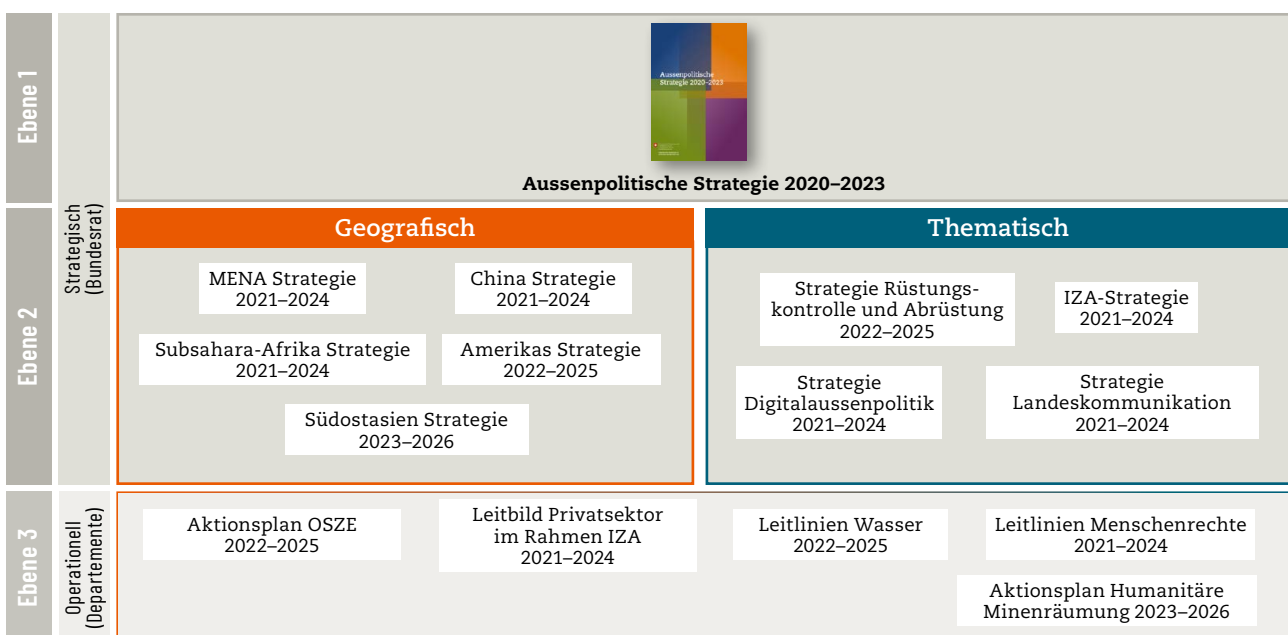 Ebene 1
Strategisch
(Bundesrat)
Aussenpolitische
Strategie 2020–2023
Aussenpolitische Strategie 2020–2023
Ebene 2
Geografisch
MENA Strategie
2021–2024
China Strategie
2021–2024
Subsahara-Afrika Strategie
2021–2024
Amerikas Strategie
2022–2025
Südostasien Strategie
2023–2026
Thematisch
Strategie Rüstungs-
kontrolle und Abrüstung
2022–2025
IZA-Strategie
2021–2024
Strategie
Digitalaussenpolitik
2021–2024
Strategie
Landeskommunikation
2021–2024
Ebene 3
Operationell
(Departemente)
Aktionsplan OSZE
2022–2025
Leitbild Privatsektor
im Rahmen IZA
2021–2024
Leitlinien Wasser
2022–2025
Leitlinien Menschenrechte
2021–2024
Aktionsplan Humanitäre
Minenräumung 2023–2026